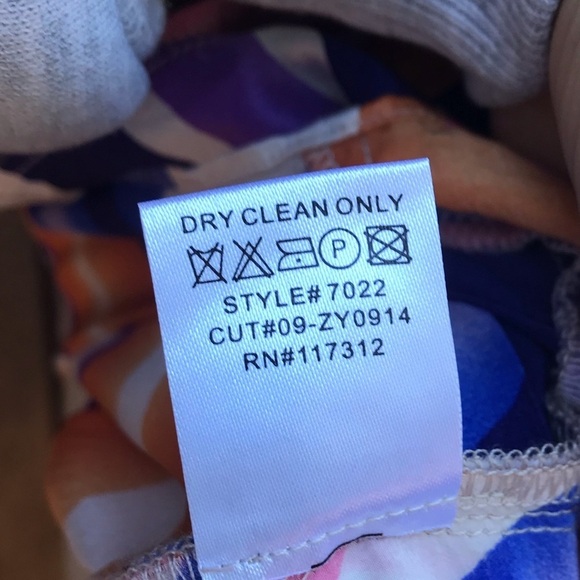 DRY CLEAN ONLY
P
STYLE# 7022
CUT#09-ZY0914
RN#117312